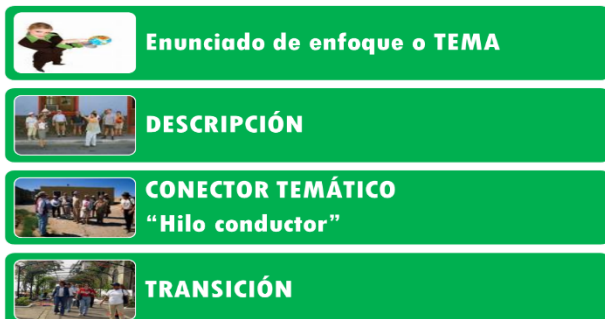 Enunciado de enfoque o TEMA
DESCRIPCIÓN
CONECTOR TEMÁTICO
“Hilo conductor”
TRANSICIÓN